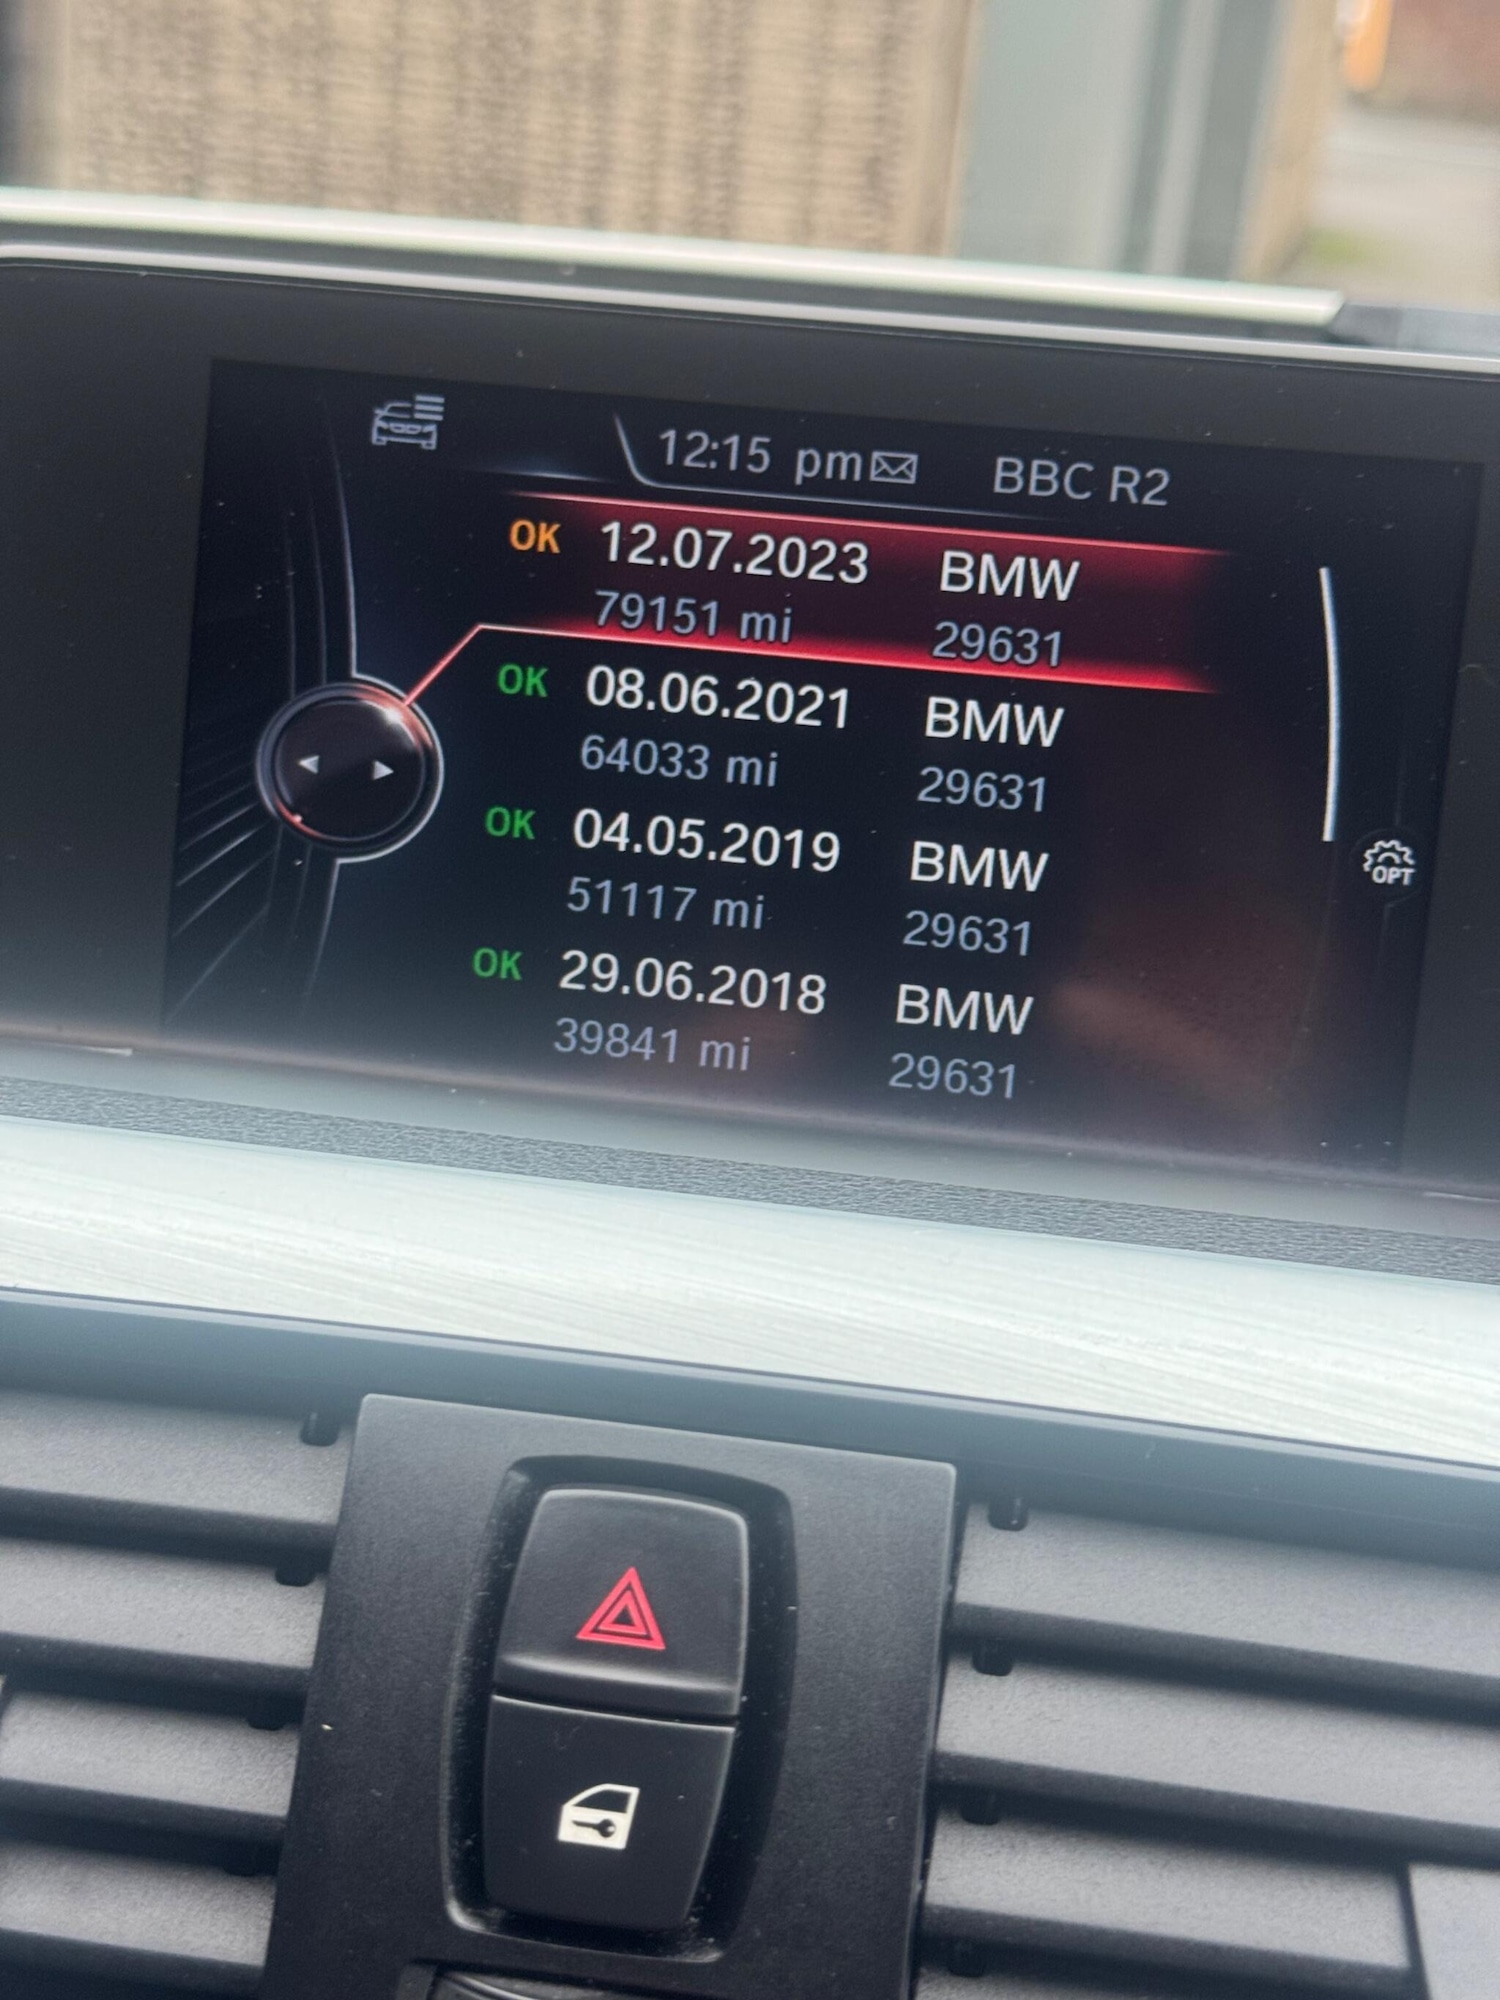 12:15 pm BBC R2
OK 12.07.2023 BMW
79151 mi 29631
OK 08.06.2021 BMW
64033 mi 29631
OK 04.05.2019 BMW
51117 mi 29631
OK 29.06.2018 BMW
39841 mi 29631
OPT